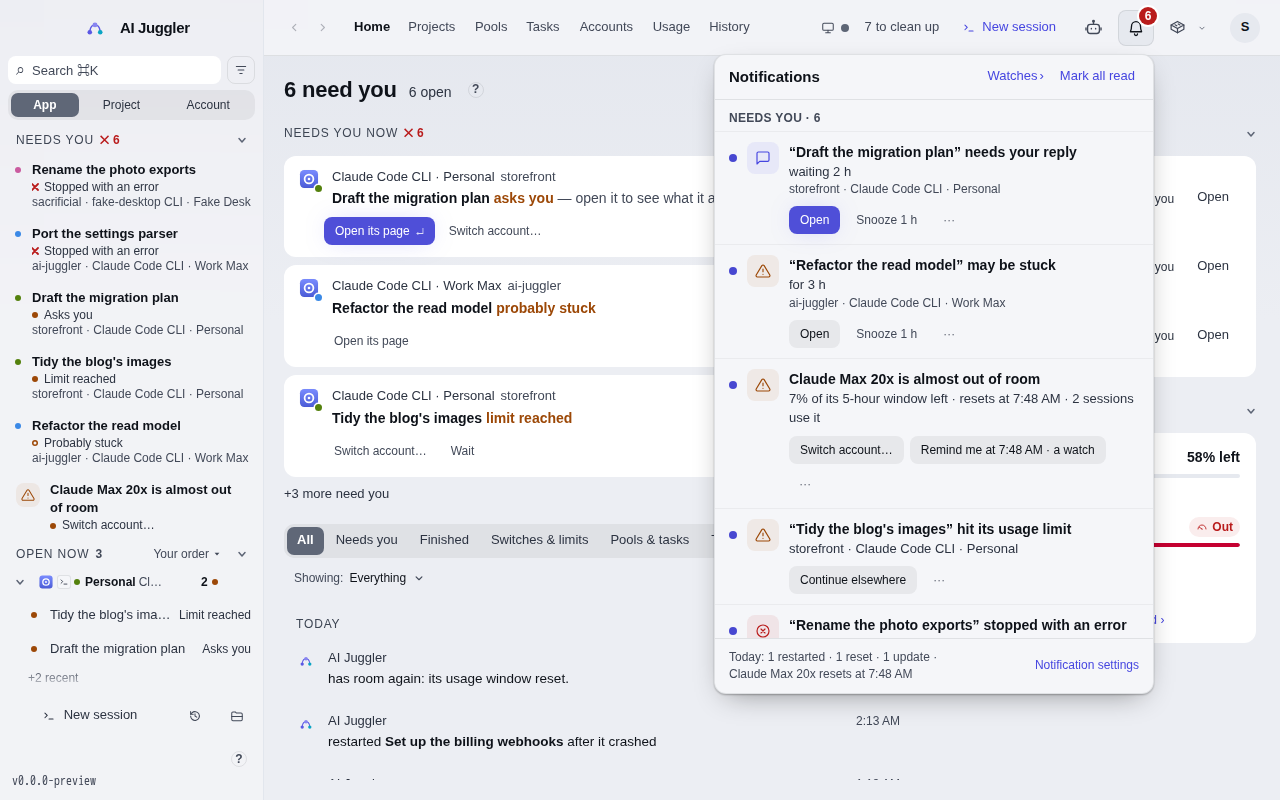 AI Juggler
Search ⌘K
App
Project
Account
NEEDS YOU 6
Rename the photo exports
Stopped with an error
sacrificial · fake-desktop CLI · Fake Desk
Port the settings parser
Stopped with an error
ai-juggler · Claude Code CLI · Work Max
Draft the migration plan
Asks you
storefront · Claude Code CLI · Personal
Tidy the blog's images
Limit reached
storefront · Claude Code CLI · Personal
Refactor the read model
Probably stuck
ai-juggler · Claude Code CLI · Work Max
Claude Max 20x is almost out
of room
Switch account…
OPEN NOW 3
Your order
Personal Cl…
2
Tidy the blog's ima… Limit reached
Draft the migration plan Asks you
+2 recent
New session
?
v0.0.0-preview
Home
Projects
Pools
Tasks
Accounts
Usage
History
7 to clean up
New session
6
S
6 need you 6 open ?
NEEDS YOU NOW 6
Claude Code CLI · Personal storefront
Draft the migration plan asks you — open it to see what it a
Open its page
Switch account…
Claude Code CLI · Work Max ai-juggler
Refactor the read model probably stuck
Open its page
Claude Code CLI · Personal storefront
Tidy the blog's images limit reached
Switch account…
Wait
+3 more need you
All
Needs you
Finished
Switches & limits
Pools & tasks
Showing: Everything
TODAY
AI Juggler
has room again: its usage window reset.
AI Juggler
2:13 AM
restarted Set up the billing webhooks after it crashed
Notifications
Watches ›
Mark all read
NEEDS YOU · 6
“Draft the migration plan” needs your reply
waiting 2 h
storefront · Claude Code CLI · Personal
Open
Snooze 1 h
…
“Refactor the read model” may be stuck
for 3 h
ai-juggler · Claude Code CLI · Work Max
Open
Snooze 1 h
…
Claude Max 20x is almost out of room
7% of its 5-hour window left · resets at 7:48 AM · 2 sessions
use it
Switch account…
Remind me at 7:48 AM · a watch
…
“Tidy the blog's images” hit its usage limit
storefront · Claude Code CLI · Personal
Continue elsewhere
…
“Rename the photo exports” stopped with an error
Today: 1 restarted · 1 reset · 1 update ·
Claude Max 20x resets at 7:48 AM
Notification settings
you
Open
you
Open
you
Open
58% left
Out